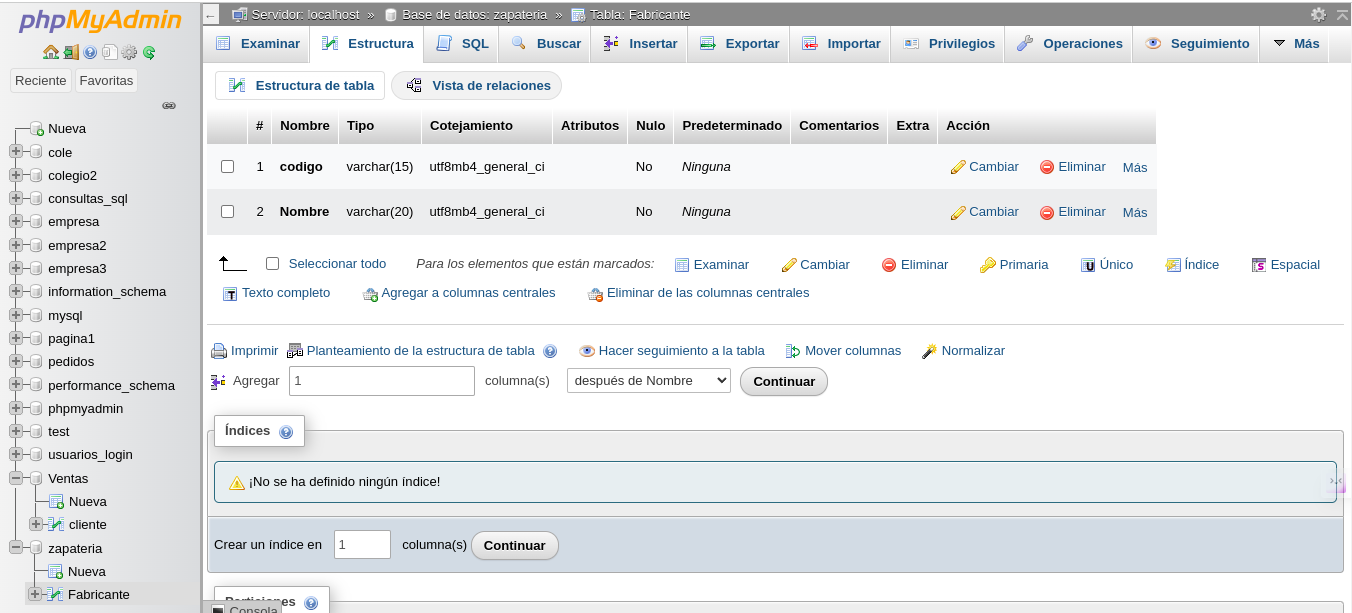 phpMyAdmin
Reciente Favoritas
Nueva
cole
colegio2
consultas_sql
empresa
empresa2
empresa3
information_schema
mysql
pagina1
pedidos
performance_schema
phpmyadmin
test
usuarios_login
Ventas
Nueva
cliente
zapateria
Nueva
Fabricante
← Servidor: localhost » Base de datos: zapateria » Tabla: Fabricante
Examinar Estructura SQL Buscar Insertar Exportar Importar Privilegios Operaciones Seguimiento Más
Estructura de tabla Vista de relaciones
# Nombre Tipo Cotejamiento Atributos Nulo Predeterminado Comentarios Extra Acción
1 codigo varchar(15) utf8mb4_general_ci No Ninguna Cambiar Eliminar Más
2 Nombre varchar(20) utf8mb4_general_ci No Ninguna Cambiar Eliminar Más
Seleccionar todo Para los elementos que están marcados: Examinar Cambiar Eliminar Primaria Único Índice Espacial
Texto completo Agregar a columnas centrales Eliminar de las columnas centrales
Imprimir Planteamiento de la estructura de tabla Hacer seguimiento a la tabla Mover columnas Normalizar
Agregar 1 columna(s) después de Nombre Continuar
Índices
¡No se ha definido ningún índice!
Crear un índice en 1 columna(s) Continuar
Particiones
Consola